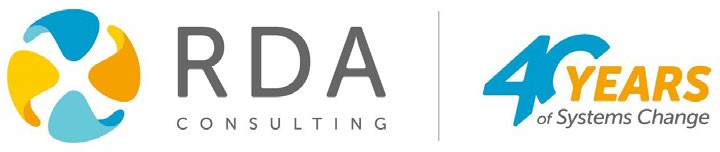 RDA
CONSULTING
40 YEARS
of Systems Change